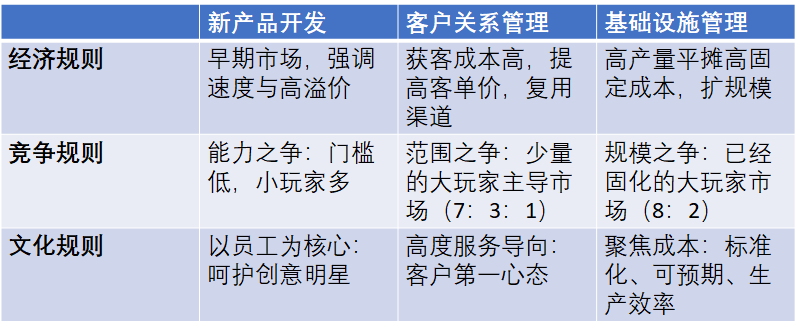 新产品开发
客户关系管理
基础设施管理
经济规则
早期市场，强调
速度与高溢价
获客成本高，提
高客单价，复用
渠道
高产量平摊高固
定成本，扩规模
竞争规则
能力之争：门槛
低，小玩家多
范围之争：少量
的大玩家主导市
场（7：3：1）
规模之争：已经
固化的大玩家市
场（8：2）
文化规则
以员工为核心：
呵护创意明星
高度服务导向：
客户第一心态
聚焦成本：标准
化、可预期、生
产效率